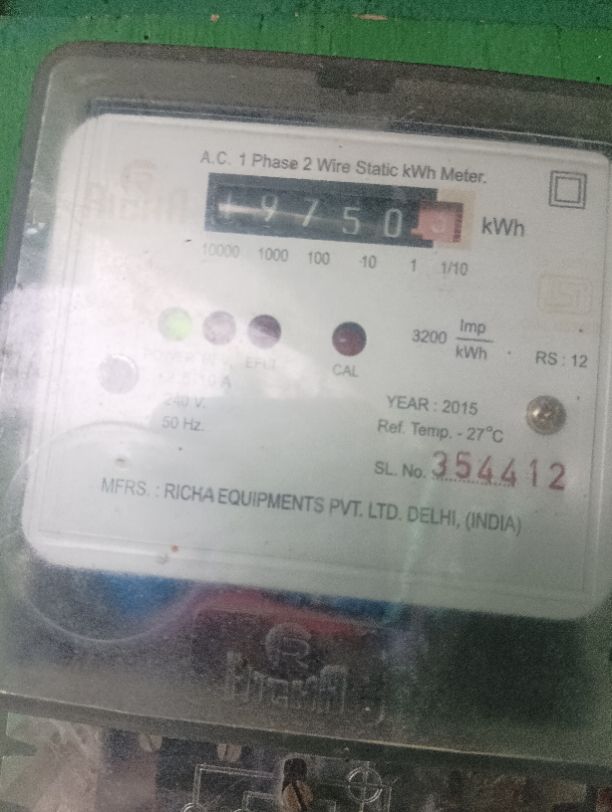 A.C. 1 Phase 2 Wire Static kWh Meter.
19750
kWh
10000 1000 100 10 1 1/10
3200 Imp/kWh
RS : 12
EFLT
CAL
240 V.
50 Hz.
YEAR : 2015
Ref. Temp. - 27°C
SL. No. 354412
MFRS. : RICHA EQUIPMENTS PVT. LTD. DELHI, (INDIA)